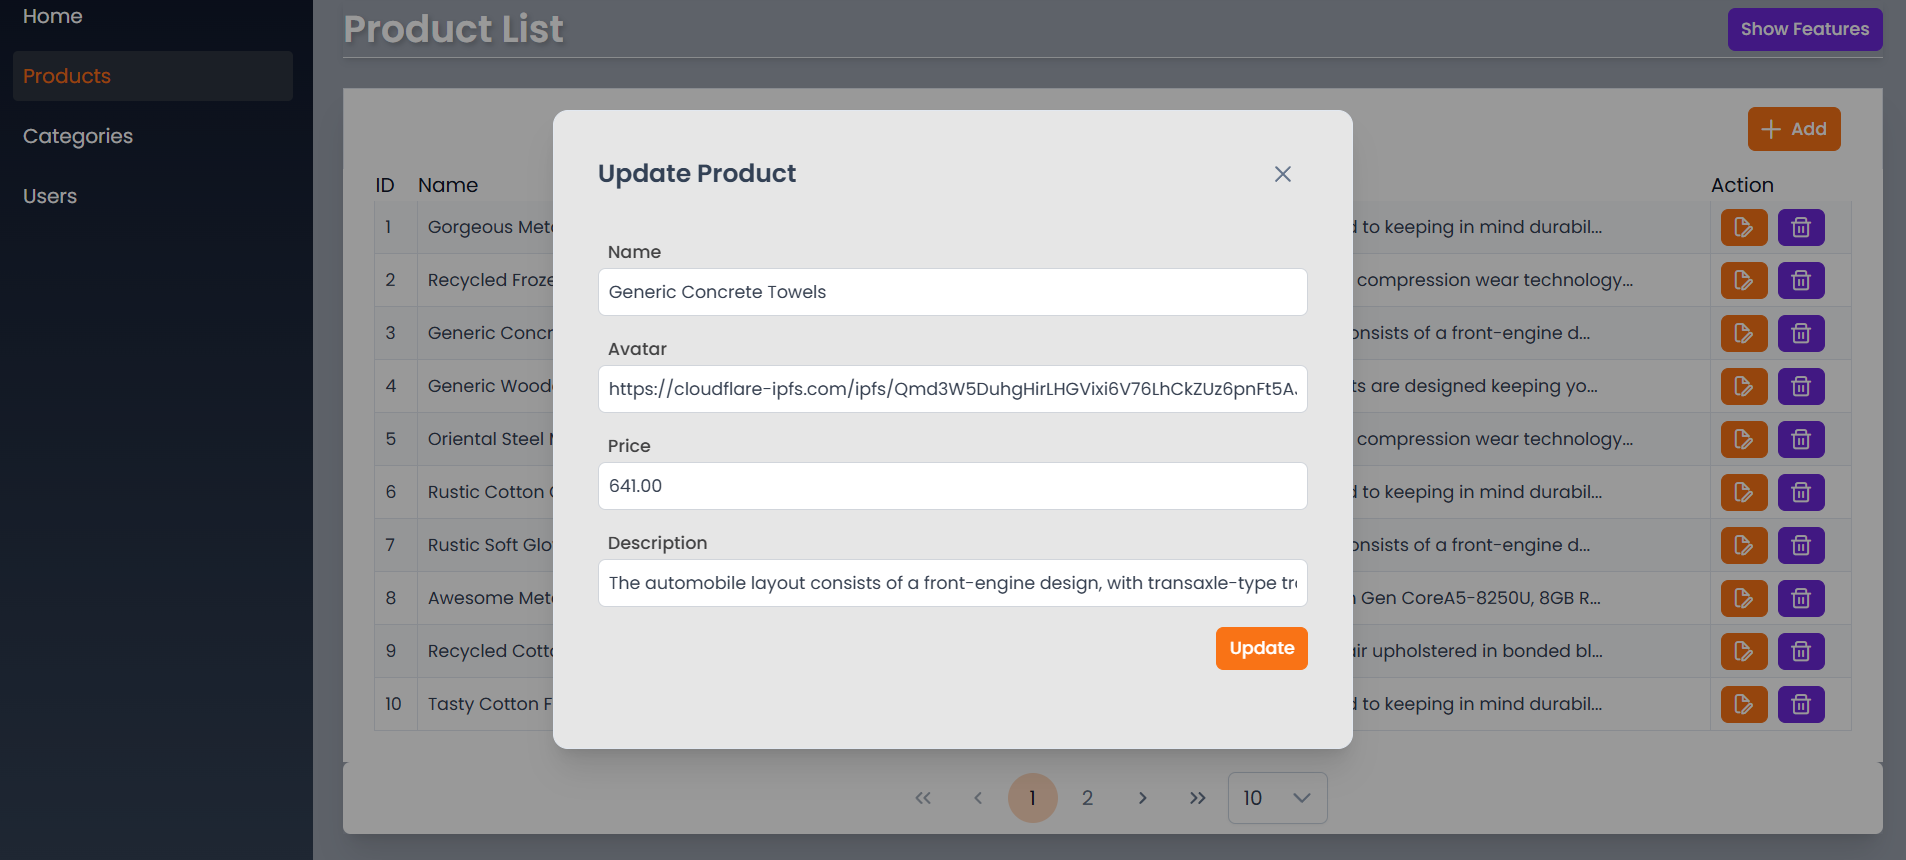 Home
Products
Categories
Users
Product List
Show Features
Add
ID Name Action
1 Gorgeous Met d to keeping in mind durabil...
2 Recycled Froze compression wear technology...
3 Generic Concr onsists of a front-engine d...
4 Generic Wood ts are designed keeping yo...
5 Oriental Steel compression wear technology...
6 Rustic Cotton d to keeping in mind durabil...
7 Rustic Soft Glo onsists of a front-engine d...
8 Awesome Met n Gen CoreA5-8250U, 8GB R...
9 Recycled Cott air upholstered in bonded bl...
10 Tasty Cotton F d to keeping in mind durabil...
Update Product
Name
Generic Concrete Towels
Avatar
https://cloudflare-ipfs.com/ipfs/Qmd3W5DuhgHirLHGVixi6V76LhCkZUz6pnFt5A
Price
641.00
Description
The automobile layout consists of a front-engine design, with transaxle-type tr
Update
1 2 10